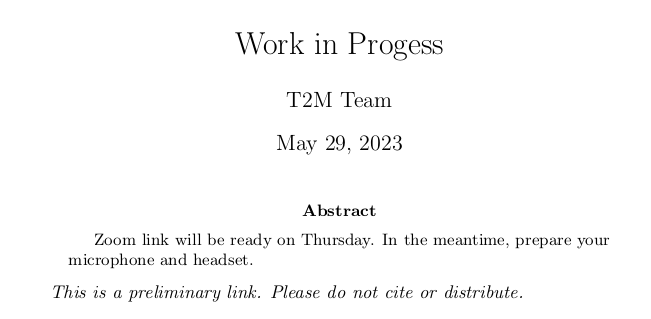 Work in Progess
T2M Team
May 29, 2023
Abstract
Zoom link will be ready on Thursday. In the meantime, prepare your
microphone and headset.
This is a preliminary link. Please do not cite or distribute.